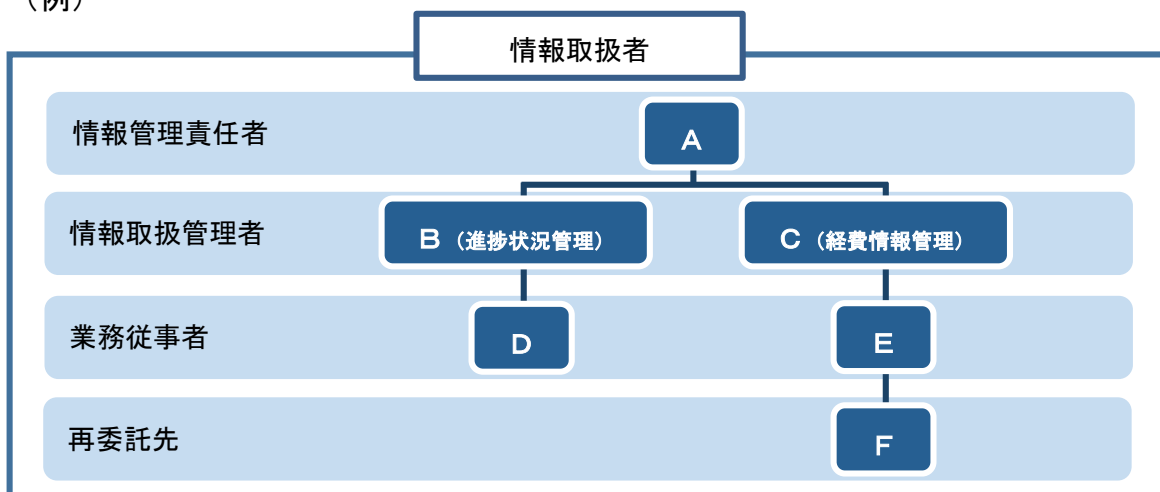 （例）
情報取扱者
情報管理責任者
A
情報取扱管理者
B（進捗状況管理）
C（経費情報管理）
業務従事者
D
E
再委託先
F